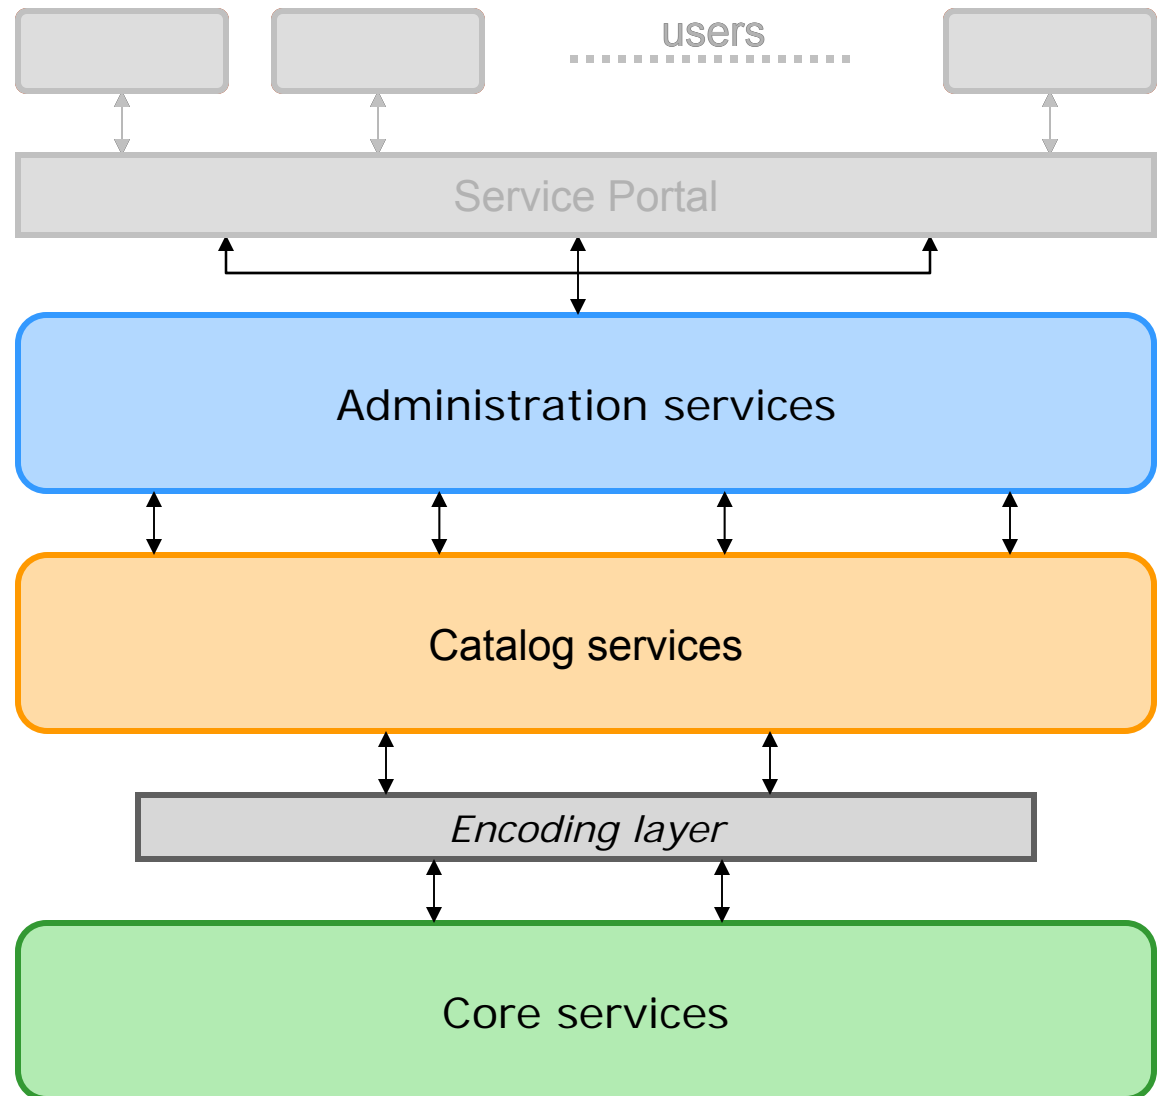 users
Service Portal
Administration services
Catalog services
Encoding layer
Core services